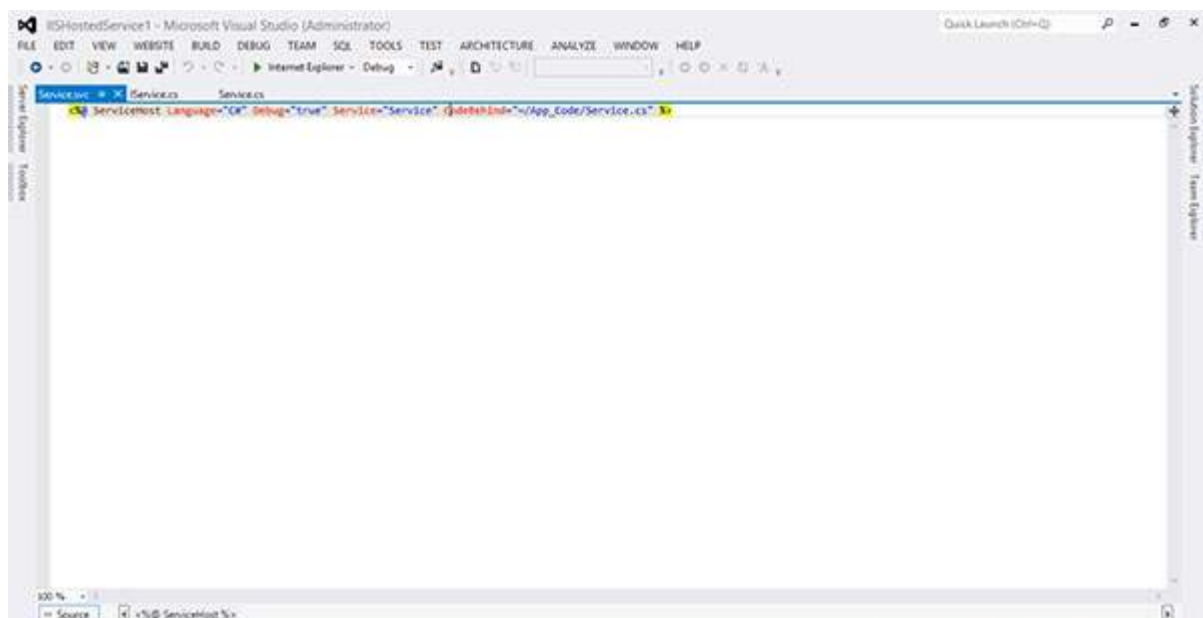 IISHostedService1 - Microsoft Visual Studio (Administrator)
Quick Launch (Ctrl+Q)
FILE EDIT VIEW WEBSITE BUILD DEBUG TEAM SQL TOOLS TEST ARCHITECTURE ANALYZE WINDOW HELP
Internet Explorer Debug
Service.svc IService.cs Service.cs
<%@ ServiceHost Language="C#" Debug="true" Service="Service" CodeBehind="~/App_Code/Service.cs" %>
Server Explorer
Toolbox
Solution Explorer
Team Explorer
100 %
Source <%@ ServiceHost %>